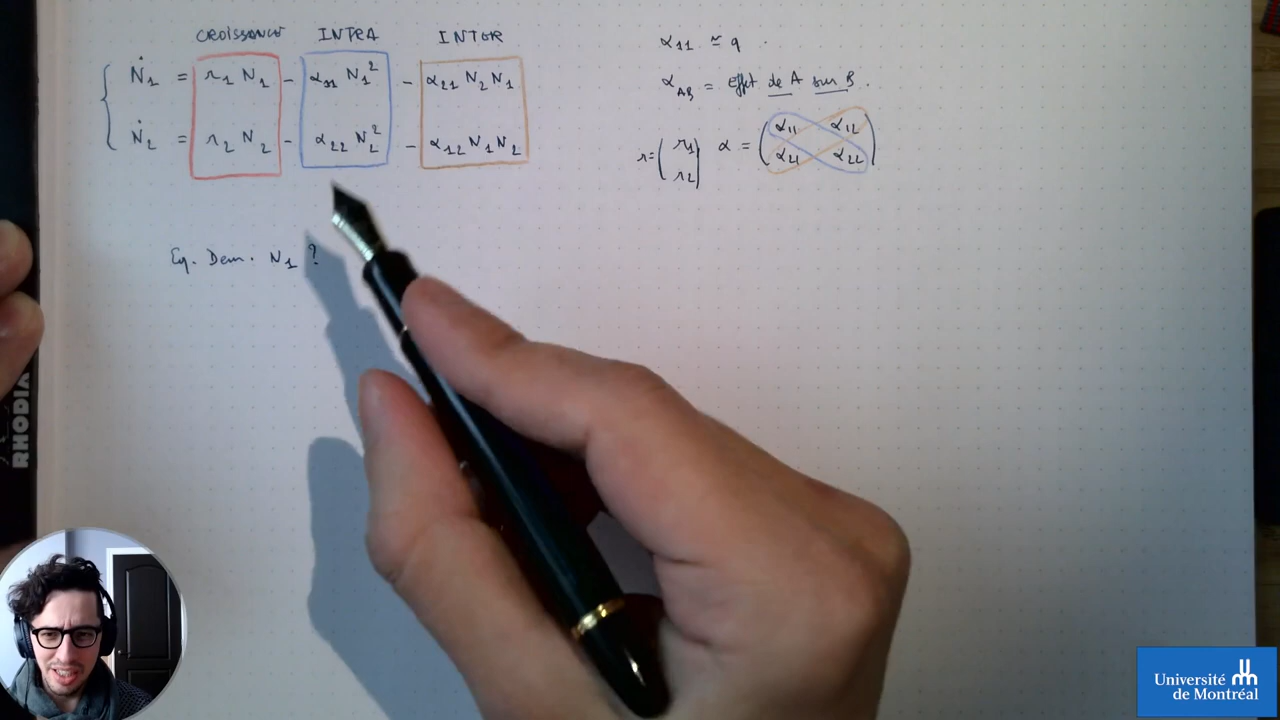 CROISSANCE INTRA INTER
Ṅ₁ = r₁ N₁ - α₁₁ N₁² - α₂₁ N₂ N₁
Ṅ₂ = r₂ N₂ - α₂₂ N₂² - α₁₂ N₁ N₂
α₁₁ ≃ q .
α_AB = effet de A sur B .
r = ( r₁ r₂ ) α = ( α₁₁ α₁₂
α₂₁ α₂₂ )
Eq. Dem. N₁ ?
RHODIA
Université
de Montréal